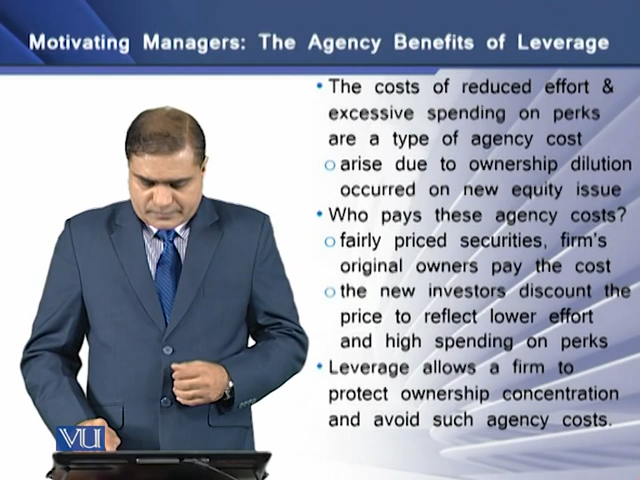 Motivating Managers: The Agency Benefits of Leverage
• The costs of reduced effort &
excessive spending on perks
are a type of agency cost
o arise due to ownership dilution
occurred on new equity issue
• Who pays these agency costs?
o fairly priced securities, firm's
original owners pay the cost
o the new investors discount the
price to reflect lower effort
and high spending on perks
• Leverage allows a firm to
protect ownership concentration
and avoid such agency costs.
VU